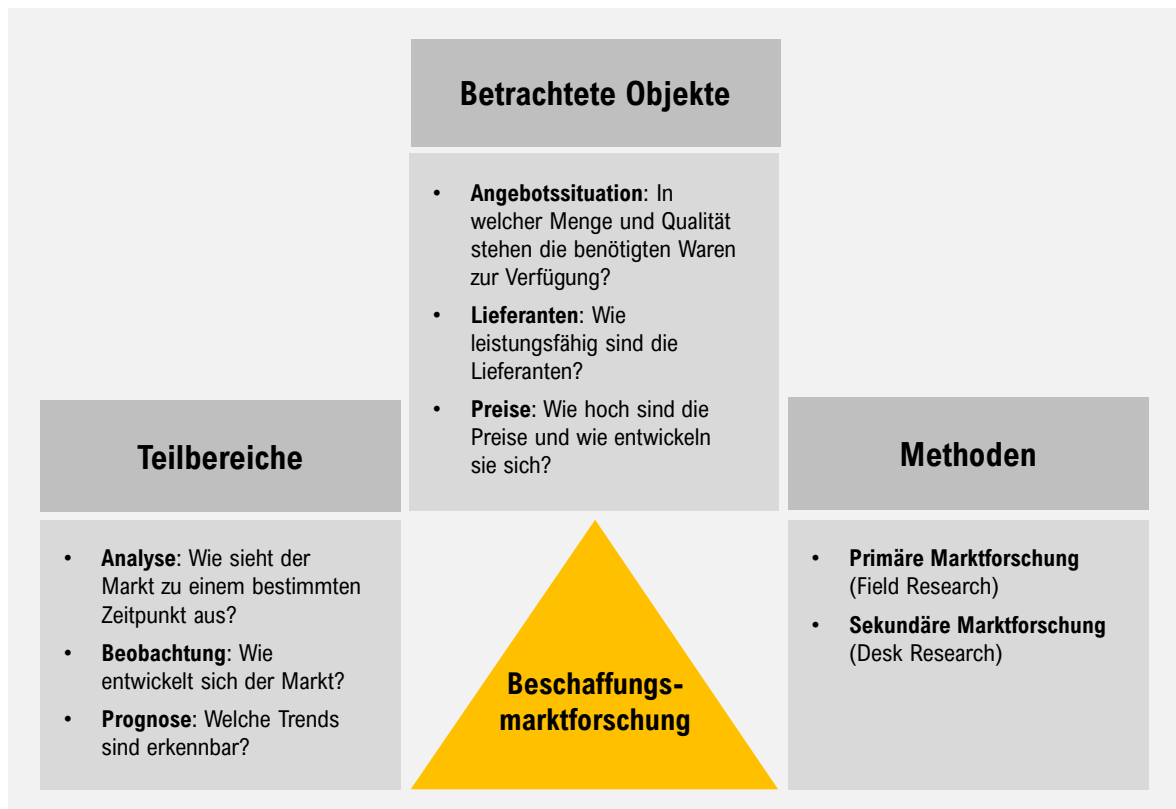 Betrachtete Objekte
• Angebotssituation: In
welcher Menge und Qualität
stehen die benötigten Waren
zur Verfügung?
• Lieferanten: Wie
leistungsfähig sind die
Lieferanten?
• Preise: Wie hoch sind die
Preise und wie entwickeln
sie sich?
Teilbereiche
• Analyse: Wie sieht der
Markt zu einem bestimmten
Zeitpunkt aus?
• Beobachtung: Wie
entwickelt sich der Markt?
• Prognose: Welche Trends
sind erkennbar?
Beschaffungs-
marktforschung
Methoden
• Primäre Marktforschung
(Field Research)
• Sekundäre Marktforschung
(Desk Research)